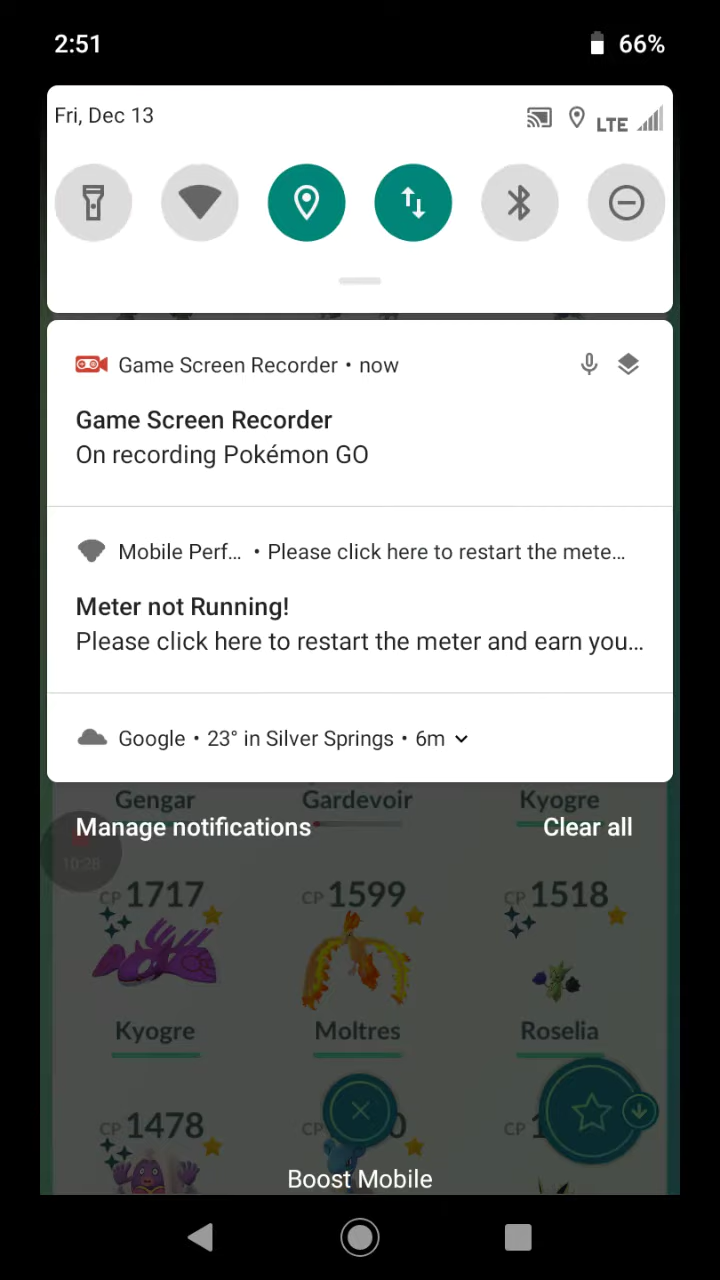 2:51
66%
Fri, Dec 13
LTE
Game Screen Recorder • now
Game Screen Recorder
On recording Pokémon GO
Mobile Perf... • Please click here to restart the mete...
Meter not Running!
Please click here to restart the meter and earn you...
Google • 23° in Silver Springs • 6m
Gengar Gardevoir Kyogre
Manage notifications Clear all
10:28
CP 1717 CP 1599 CP 1518
Kyogre Moltres Roselia
CP 1478 CP CP
Boost Mobile